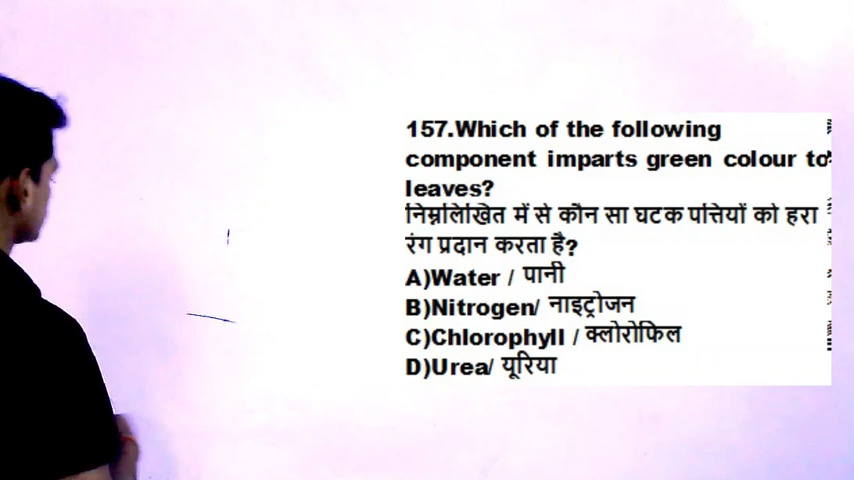 157.Which of the following
component imparts green colour to
leaves?
निम्नलिखित में से कौन सा घटक पत्तियों को हरा
रंग प्रदान करता है?
A)Water / पानी
B)Nitrogen/ नाइट्रोजन
C)Chlorophyll / क्लोरोफिल
D)Urea/ यूरिया